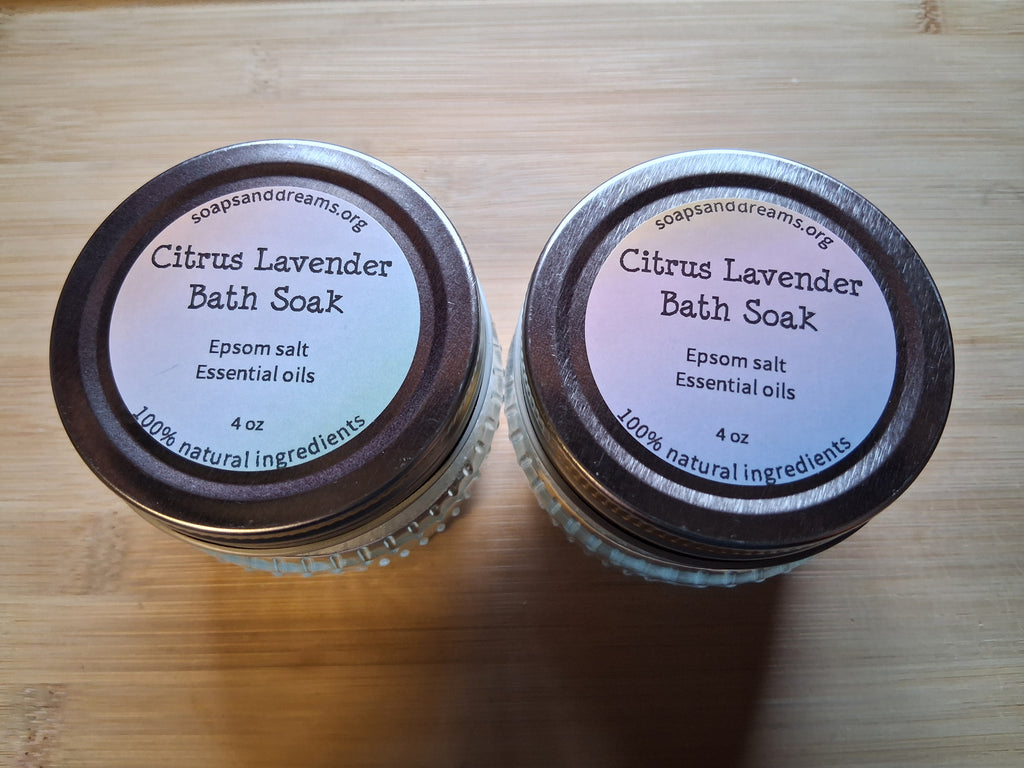 soapsanddreams.org
Citrus Lavender
Bath Soak
Epsom salt
Essential oils
4 oz
100% natural ingredients
soapsanddreams.org
Citrus Lavender
Bath Soak
Epsom salt
Essential oils
4 oz
100% natural ingredients